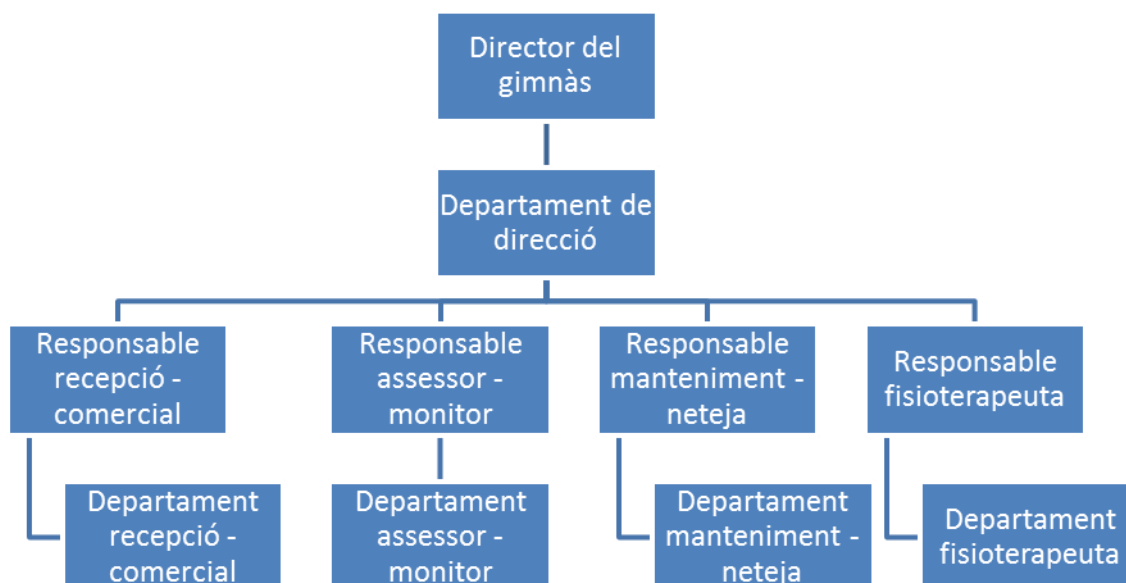 Director del
gimnàs
Departament de
direcció
Responsable
recepció -
comercial
Responsable
assessor -
monitor
Responsable
manteniment -
neteja
Responsable
fisioterapeuta
Departament
recepció -
comercial
Departament
assessor -
monitor
Departament
manteniment -
neteja
Departament
fisioterapeuta